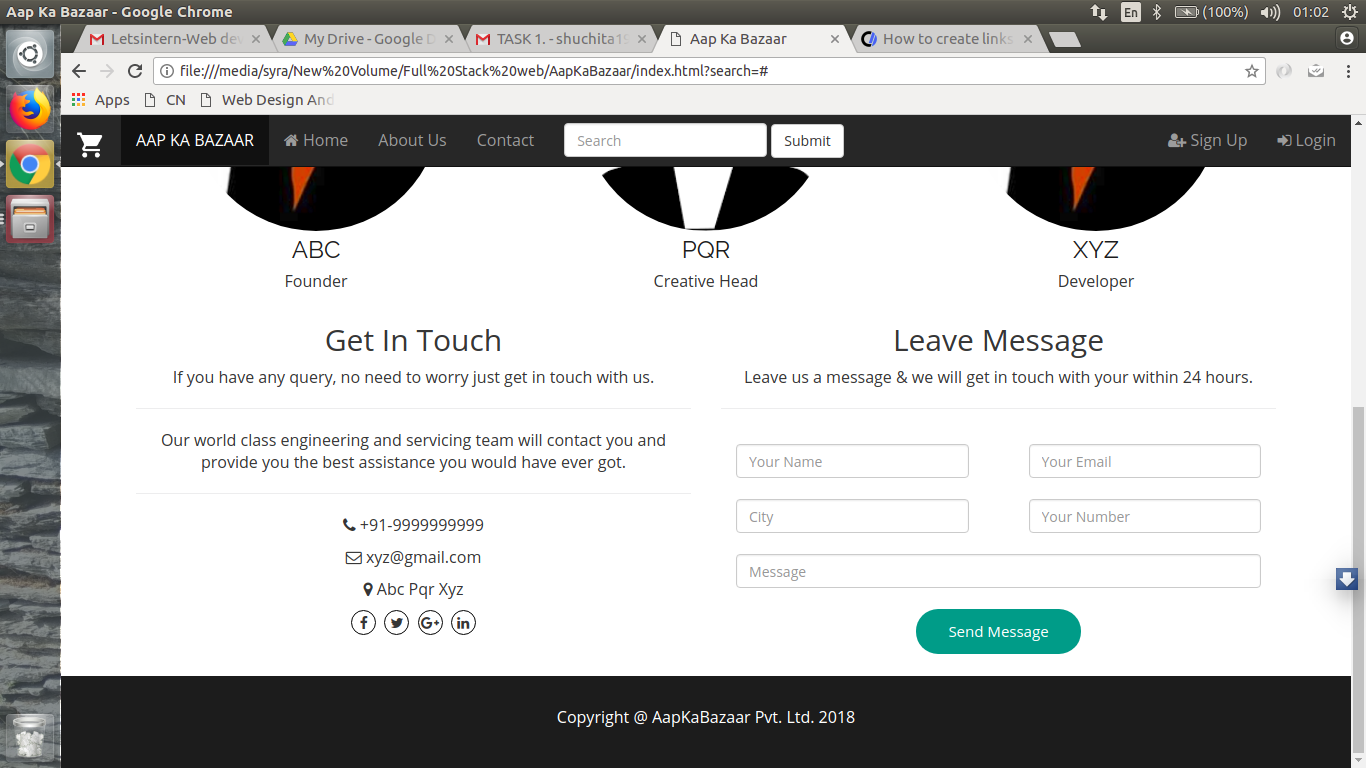 Aap Ka Bazaar - Google Chrome En (100%) 01:02
Letsintern-Web de My Drive - Google D TASK 1. - shuchita19 Aap Ka Bazaar How to create links
file:///media/syra/New%20Volume/Full%20Stack%20web/AapKaBazaar/index.html?search=#
Apps CN Web Design And
AAP KA BAZAAR Home About Us Contact Search Submit Sign Up Login
ABC PQR XYZ
Founder Creative Head Developer
Get In Touch
If you have any query, no need to worry just get in touch with us.
Our world class engineering and servicing team will contact you and
provide you the best assistance you would have ever got.
+91-9999999999
xyz@gmail.com
Abc Pqr Xyz
Leave Message
Leave us a message & we will get in touch with your within 24 hours.
Your Name Your Email
City Your Number
Message
Send Message
Copyright @ AapKaBazaar Pvt. Ltd. 2018